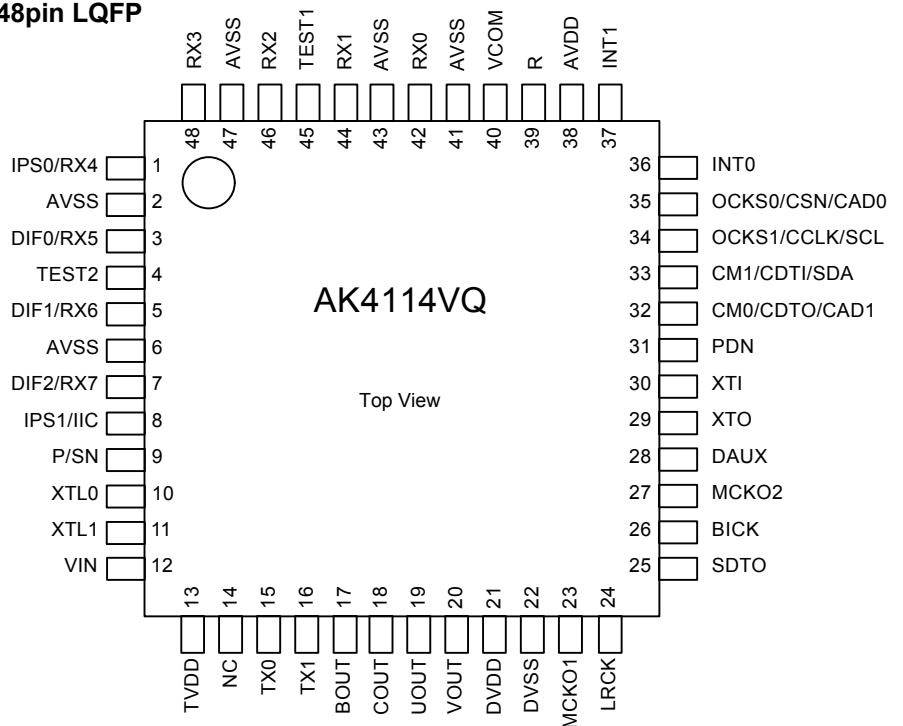 48pin LQFP
RX3
AVSS
RX2
TEST1
RX1
AVSS
RX0
AVSS
VCOM
R
AVDD
INT1
48
47
46
45
44
43
42
41
40
39
38
37
IPS0/RX4 1
AVSS 2
DIF0/RX5 3
TEST2 4
DIF1/RX6 5
AVSS 6
DIF2/RX7 7
IPS1/IIC 8
P/SN 9
XTL0 10
XTL1 11
VIN 12
AK4114VQ
Top View
36 INT0
35 OCKS0/CSN/CAD0
34 OCKS1/CCLK/SCL
33 CM1/CDTI/SDA
32 CM0/CDTO/CAD1
31 PDN
30 XTI
29 XTO
28 DAUX
27 MCKO2
26 BICK
25 SDTO
13
14
15
16
17
18
19
20
21
22
23
24
TVDD
NC
TX0
TX1
BOUT
COUT
UOUT
VOUT
DVDD
DVSS
MCKO1
LRCK